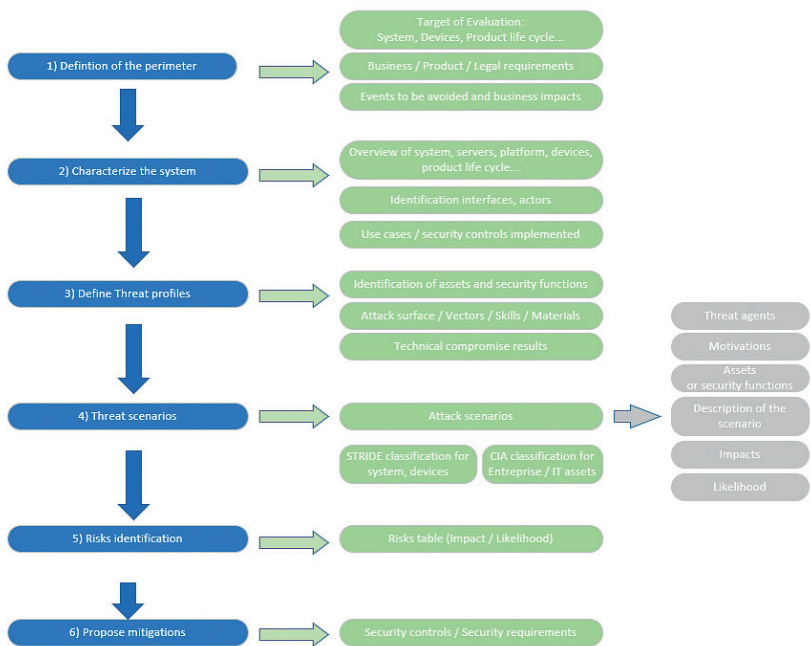 Target of Evaluation:
System, Devices, Product life cycle...
1) Defintion of the perimeter
Business / Product / Legal requirements
Events to be avoided and business impacts
Overview of system, servers, platform, devices,
product life cycle...
2) Characterize the system
Identification interfaces, actors
Use cases / security controls implemented
3) Define Threat profiles
Identification of assets and security functions
Attack surface / Vectors / Skills / Materials
Technical compromise results
4) Threat scenarios
Attack scenarios
STRIDE classification for
system, devices
CIA classification for
Entreprise / IT assets
Threat agents
Motivations
Assets
or security functions
Description of the
scenario
Impacts
Likelihood
5) Risks identification
Risks table (Impact / Likelihood)
6) Propose mitigations
Security controls / Security requirements